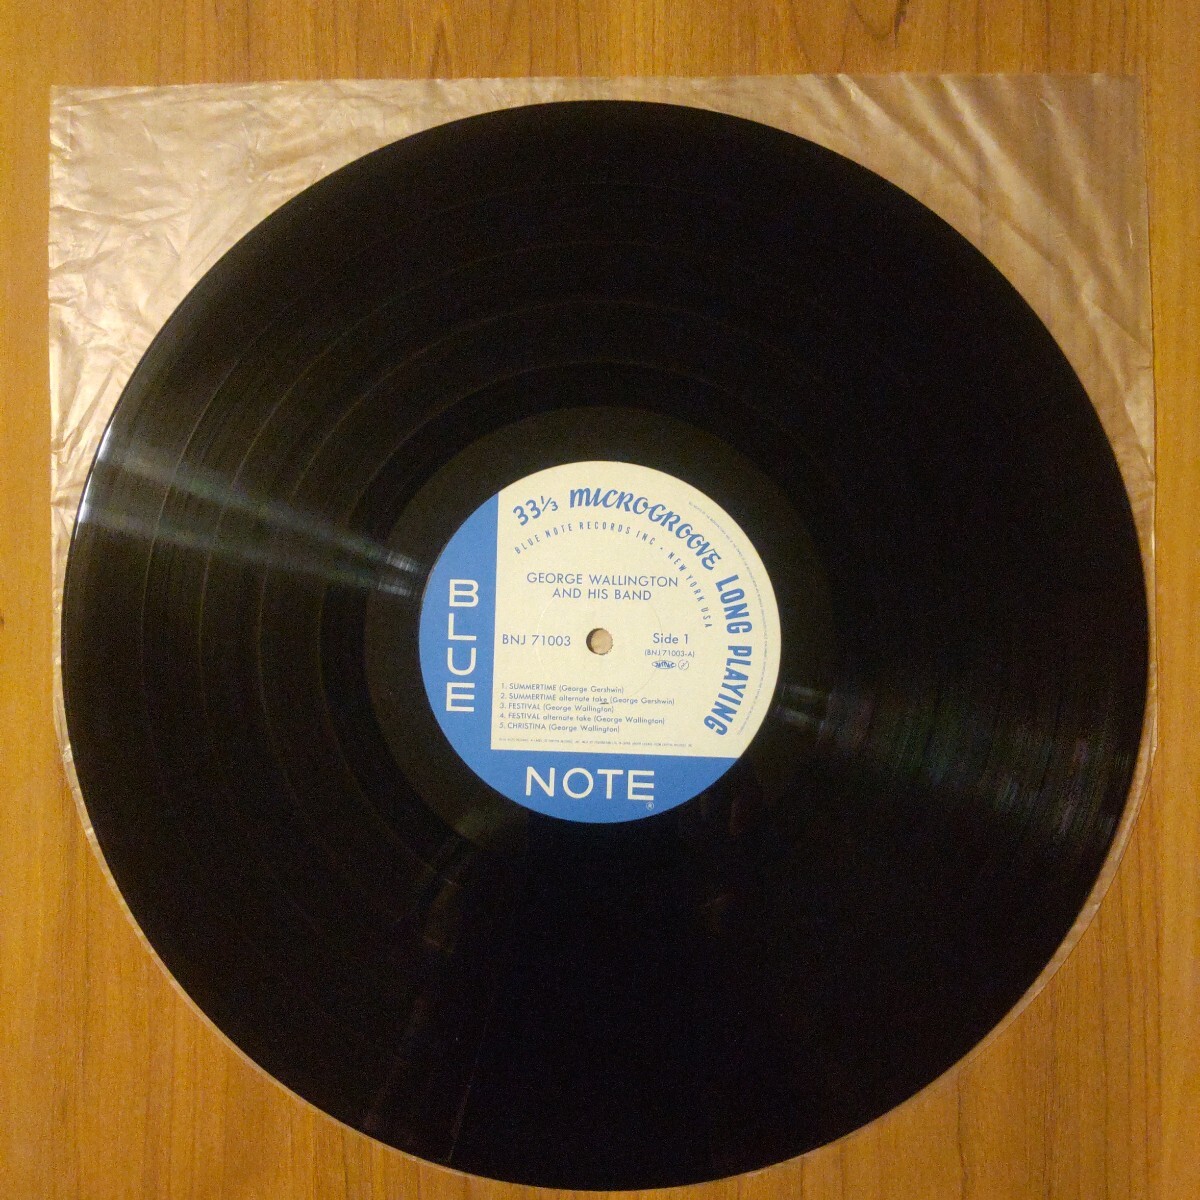 33 1/3 MICROGROOVE LONG PLAYING
BLUE NOTE RECORDS INC • NEW YORK USA
GEORGE WALLINGTON
AND HIS BAND
BNJ 71003
Side 1
(BNJ71003-A)
1. SUMMERTIME (George Gershwin)
2. SUMMERTIME alternate take (George Gershwin)
3. FESTIVAL (George Wallington)
4. FESTIVAL alternate take (George Wallington)
5. CHRISTINA (George Wallington)
BLUE
NOTE
®